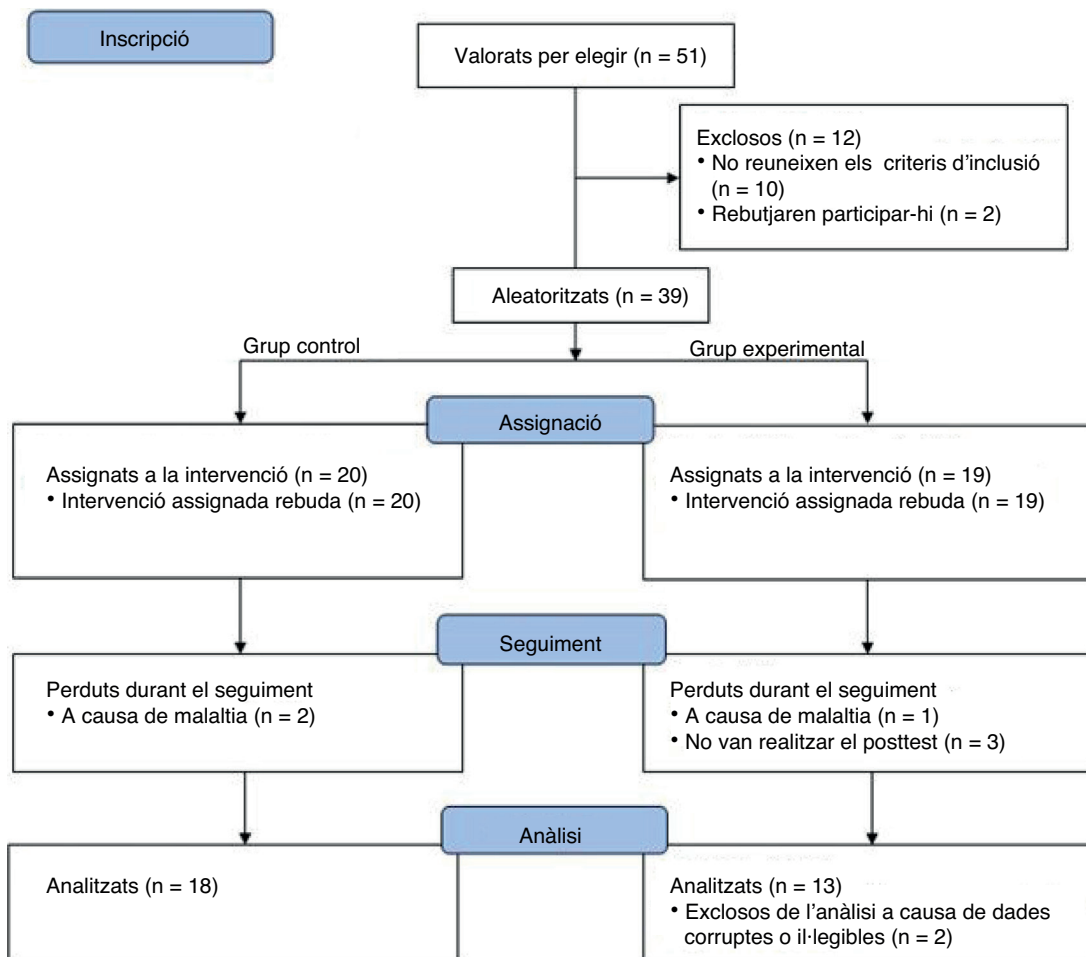 Inscripció
Valorats per elegir (n = 51)
Exclosos (n = 12)
• No reuneixen els criteris d'inclusió
(n = 10)
• Rebutjaren participar-hi (n = 2)
Aleatoritzats (n = 39)
Grup control
Grup experimental
Assignació
Assignats a la intervenció (n = 20)
• Intervenció assignada rebuda (n = 20)
Assignats a la intervenció (n = 19)
• Intervenció assignada rebuda (n = 19)
Seguiment
Perduts durant el seguiment
• A causa de malaltia (n = 2)
Perduts durant el seguiment
• A causa de malaltia (n = 1)
• No van realitzar el posttest (n = 3)
Anàlisi
Analitzats (n = 18)
Analitzats (n = 13)
• Exclosos de l'anàlisi a causa de dades
corruptes o il·legibles (n = 2)